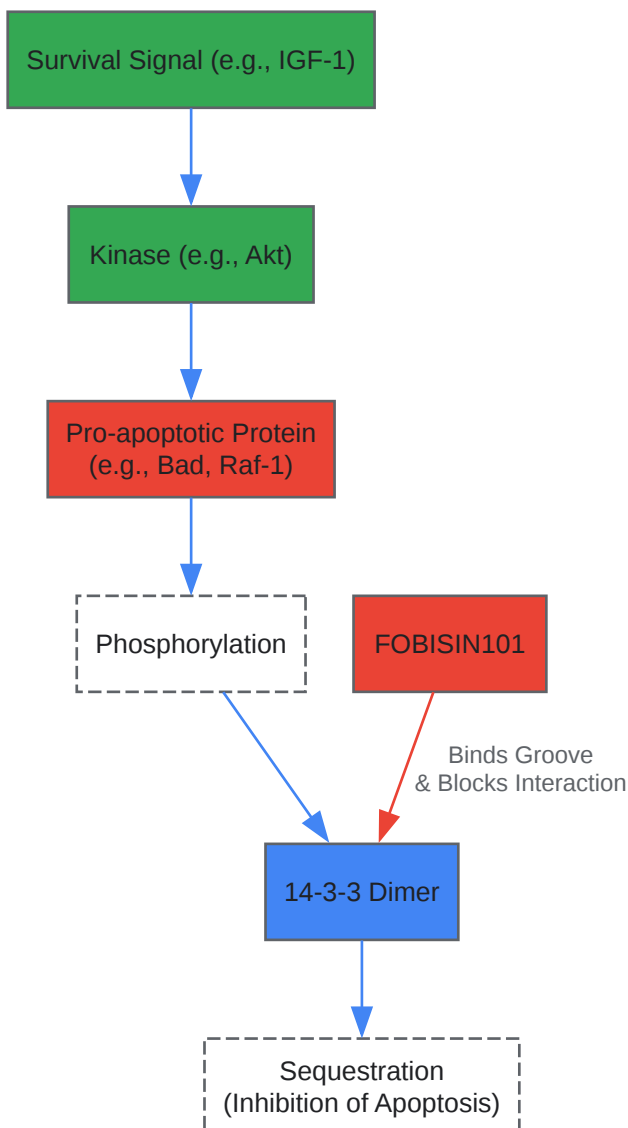 Survival Signal (e.g., IGF-1)
Kinase (e.g., Akt)
Pro-apoptotic Protein
(e.g., Bad, Raf-1)
Phosphorylation
FOBISIN101
Binds Groove
& Blocks Interaction
14-3-3 Dimer
Sequestration
(Inhibition of Apoptosis)